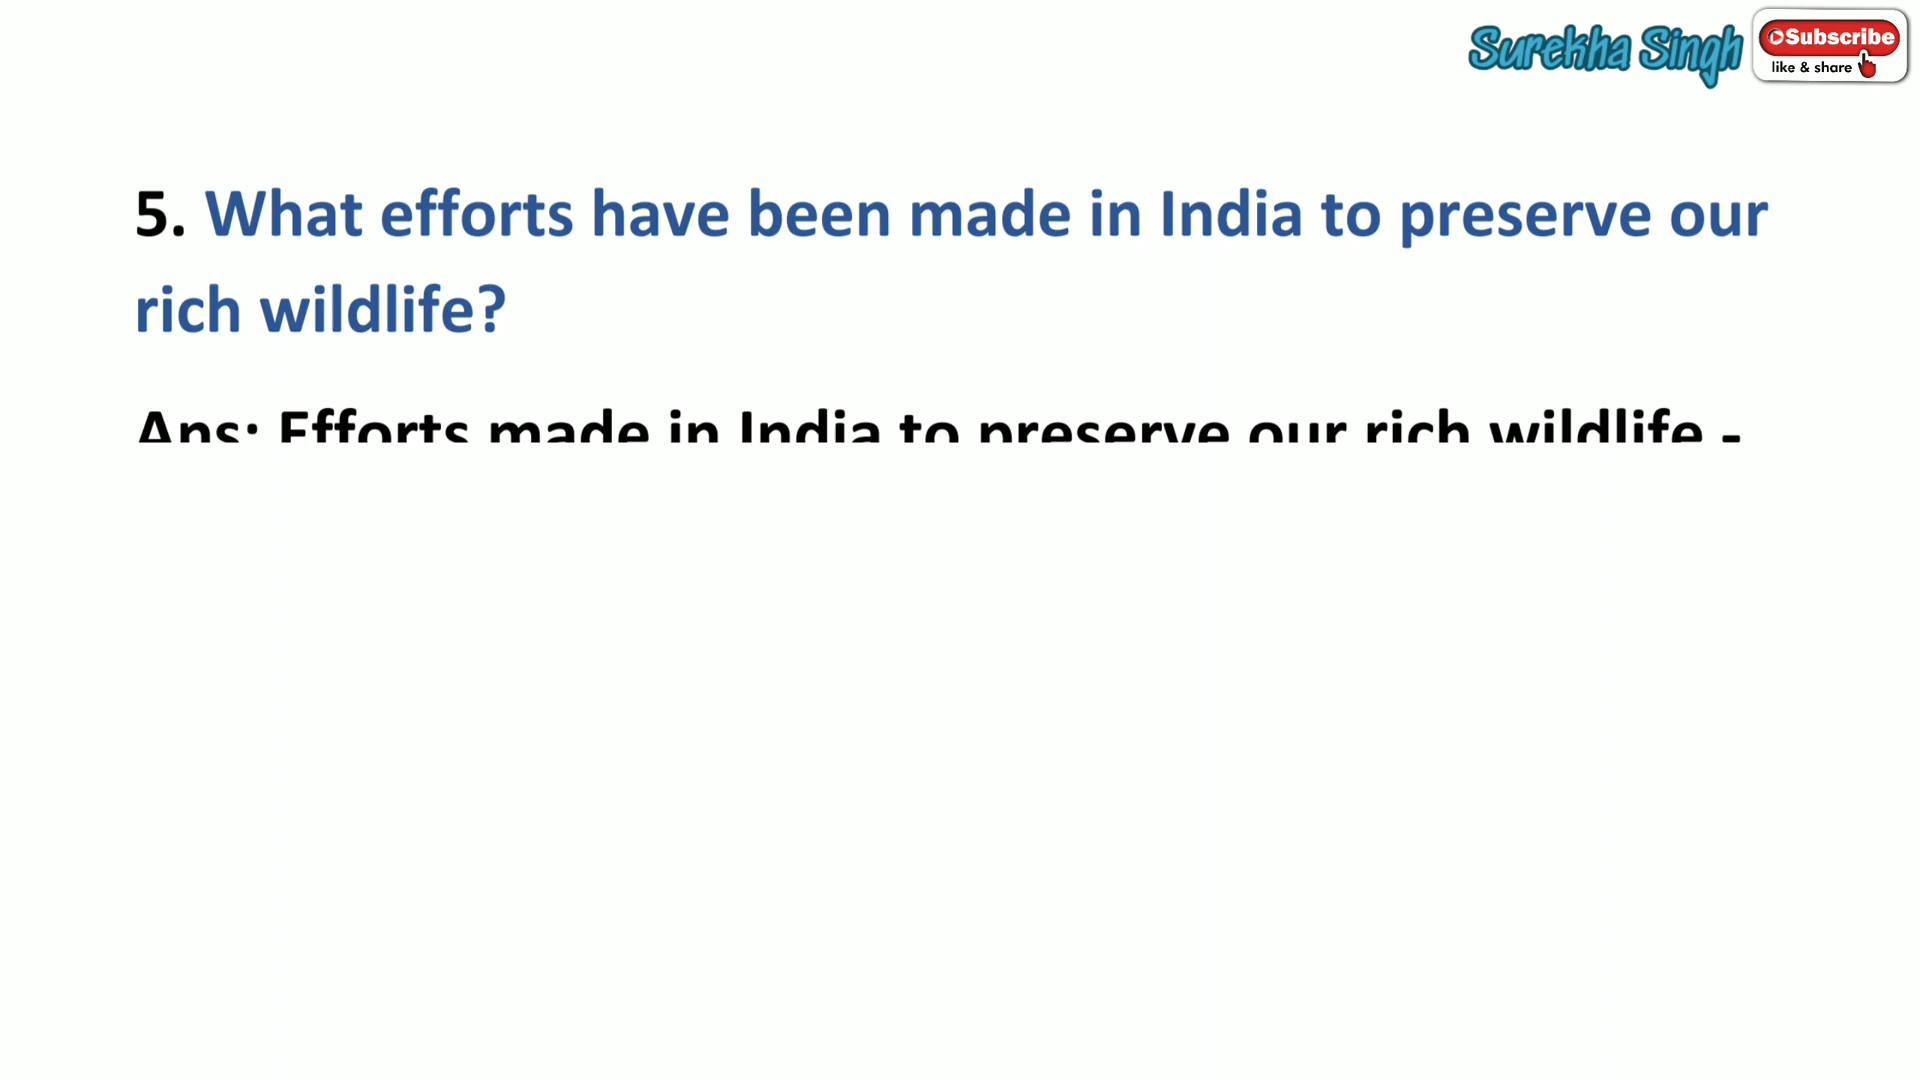 Surekha Singh
Subscribe
like & share
5. What efforts have been made in India to preserve our
rich wildlife?
Ans: Efforts made in India to preserve our rich wildlife -